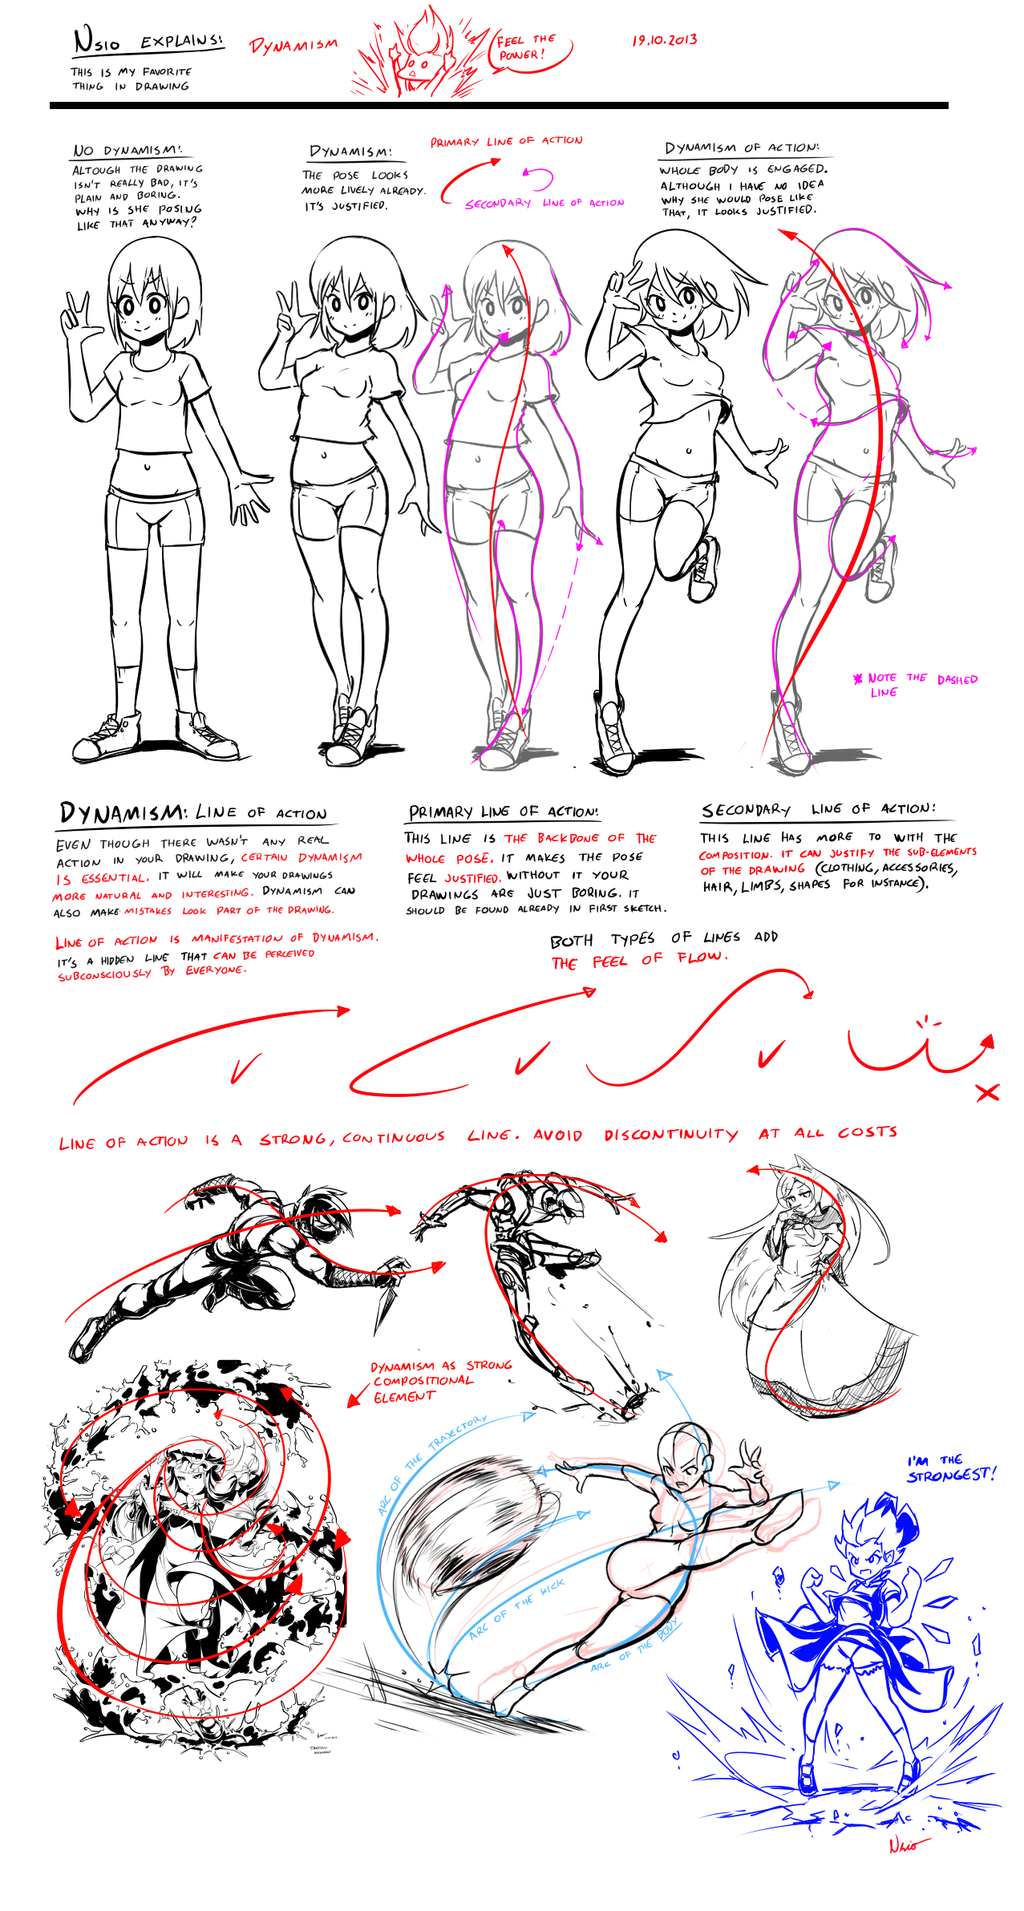 NSIO EXPLAINS: DYNAMISM
FEEL THE
POWER!
19.10.2013
THIS IS MY FAVORITE
THING IN DRAWING
NO DYNAMISM:
ALTOUGH THE DRAWING
ISN'T REALLY BAD, IT'S
PLAIN AND BORING.
WHY IS SHE POSING
LIKE THAT ANYWAY?
DYNAMISM:
THE POSE LOOKS
MORE LIVELY ALREADY.
IT'S JUSTIFIED.
PRIMARY LINE OF ACTION
SECONDARY LINE OF ACTION
DYNAMISM OF ACTION:
WHOLE BODY IS ENGAGED.
ALTHOUGH I HAVE NO IDEA
WHY SHE WOULD POSE LIKE
THAT, IT LOOKS JUSTIFIED.
* NOTE THE DASHED
LINE
DYNAMISM: LINE OF ACTION
EVEN THOUGH THERE WASN'T ANY REAL
ACTION IN YOUR DRAWING, CERTAIN DYNAMISM
IS ESSENTIAL. IT WILL MAKE YOUR DRAWINGS
MORE NATURAL AND INTERESTING. DYNAMISM CAN
ALSO MAKE MISTAKES LOOK PART OF THE DRAWING.
LINE OF ACTION IS MANIFESTATION OF DYNAMISM.
IT'S A HIDDEN LINE THAT CAN BE PERCEIVED
SUBCONSCIOUSLY BY EVERYONE.
PRIMARY LINE OF ACTION:
THIS LINE IS THE BACKBONE OF THE
WHOLE POSE. IT MAKES THE POSE
FEEL JUSTIFIED. WITHOUT IT YOUR
DRAWINGS ARE JUST BORING. IT
SHOULD BE FOUND ALREADY IN FIRST SKETCH.
SECONDARY LINE OF ACTION:
THIS LINE HAS MORE TO WITH THE
COMPOSITION. IT CAN JUSTIFY THE SUB-ELEMENTS
OF THE DRAWING (CLOTHING, ACCESSORIES,
HAIR, LIMBS, SHAPES FOR INSTANCE).
BOTH TYPES OF LINES ADD
THE FEEL OF FLOW.
LINE OF ACTION IS A STRONG, CONTINUOUS LINE. AVOID DISCONTINUITY AT ALL COSTS
DYNAMISM AS STRONG
COMPOSITIONAL
ELEMENT
ARC OF THE TRAJECTORY
ARC OF THE KICK
ARC OF THE BODY
I'M THE
STRONGEST!
Nsio